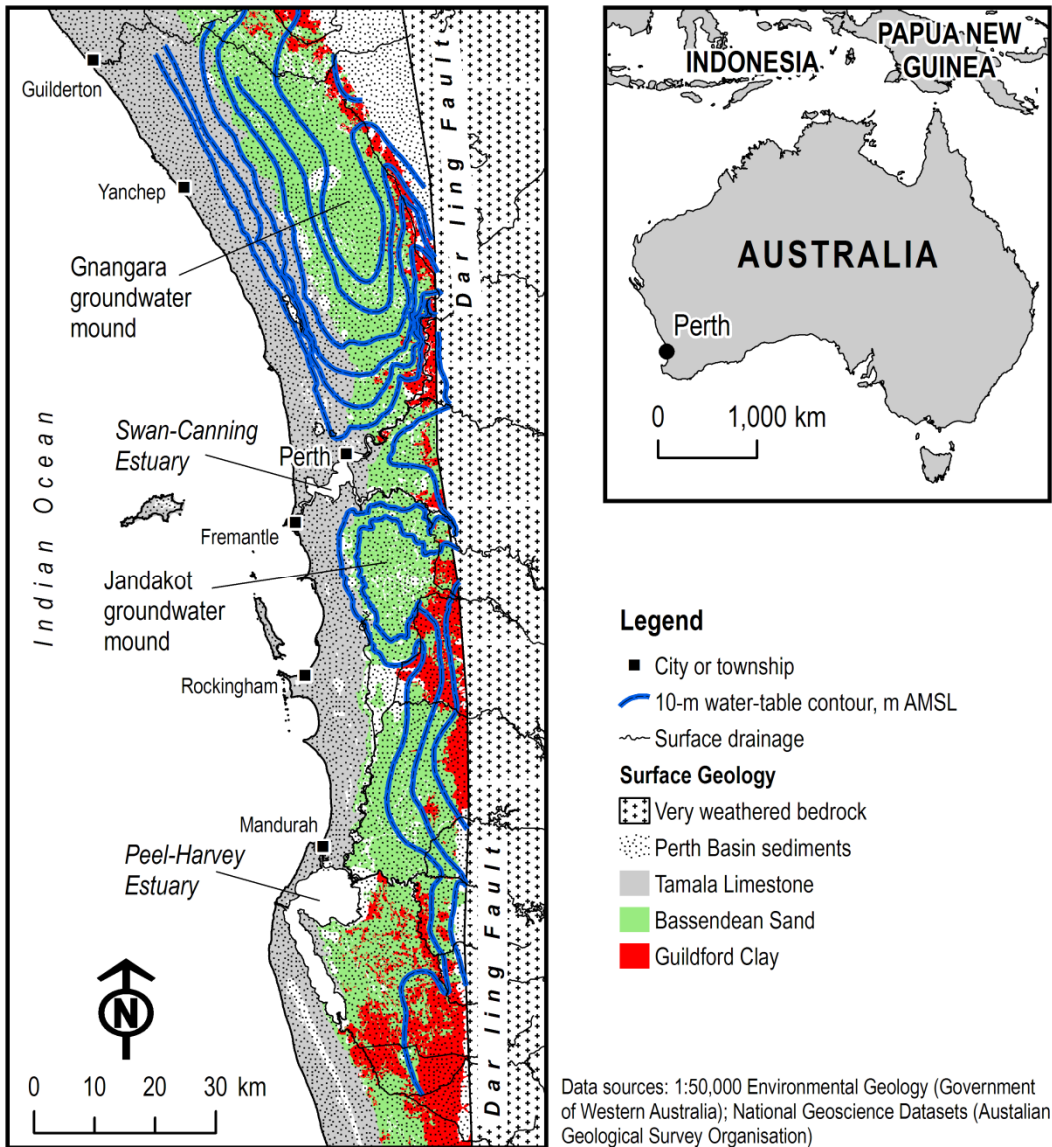 Guilderton
Yanchep
Gnangara
groundwater
mound
Dar ling Fault
Indian Ocean
Swan-Canning
Estuary
Perth
Fremantle
Jandakot
groundwater
mound
Rockingham
Mandurah
Peel-Harvey
Estuary
Dar ling Fault
N
0 10 20 30 km
INDONESIA
PAPUA NEW
GUINEA
AUSTRALIA
Perth
0 1,000 km
Legend
City or township
10-m water-table contour, m AMSL
Surface drainage
Surface Geology
Very weathered bedrock
Perth Basin sediments
Tamala Limestone
Bassendean Sand
Guildford Clay
Data sources: 1:50,000 Environmental Geology (Government
of Western Australia); National Geoscience Datasets (Austalian
Geological Survey Organisation)